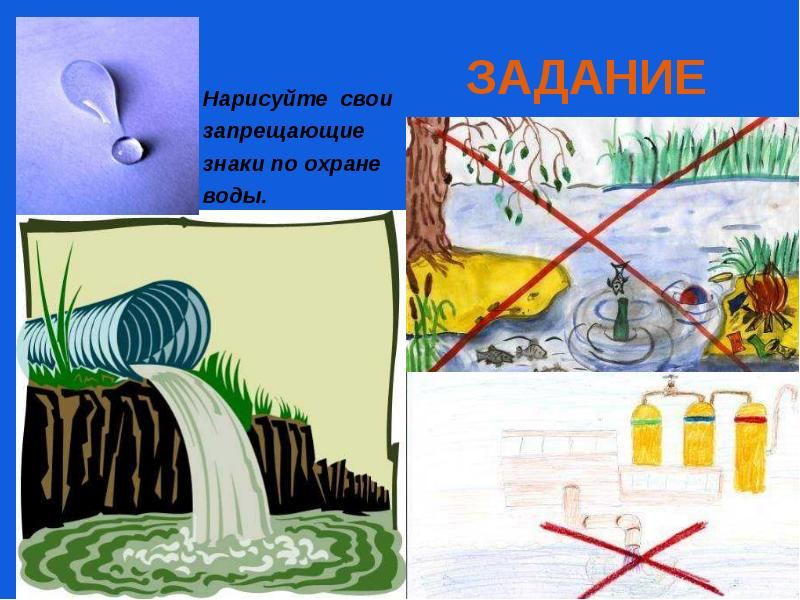 ЗАДАНИЕ
Нарисуйте свои
запрещающие
знаки по охране
воды.